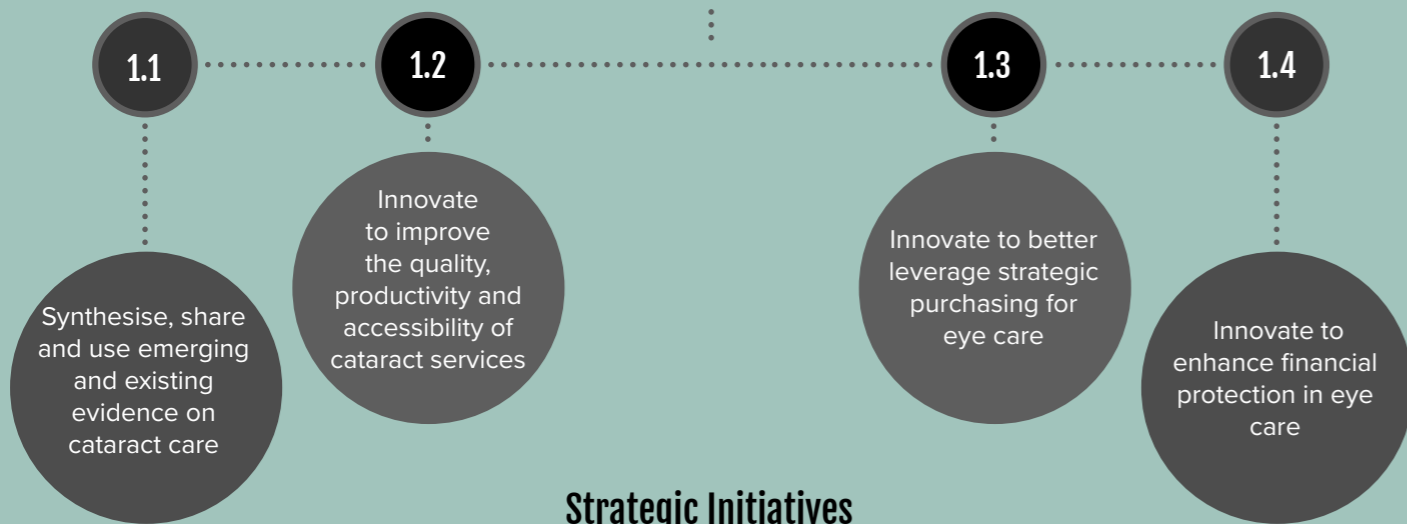 1.1
1.2
1.3
1.4
Synthesise, share
and use emerging
and existing
evidence on
cataract care
Innovate
to improve
the quality,
productivity and
accessibility of
cataract services
Innovate to better
leverage strategic
purchasing for
eye care
Innovate to
enhance financial
protection in eye
care
Strategic Initiatives